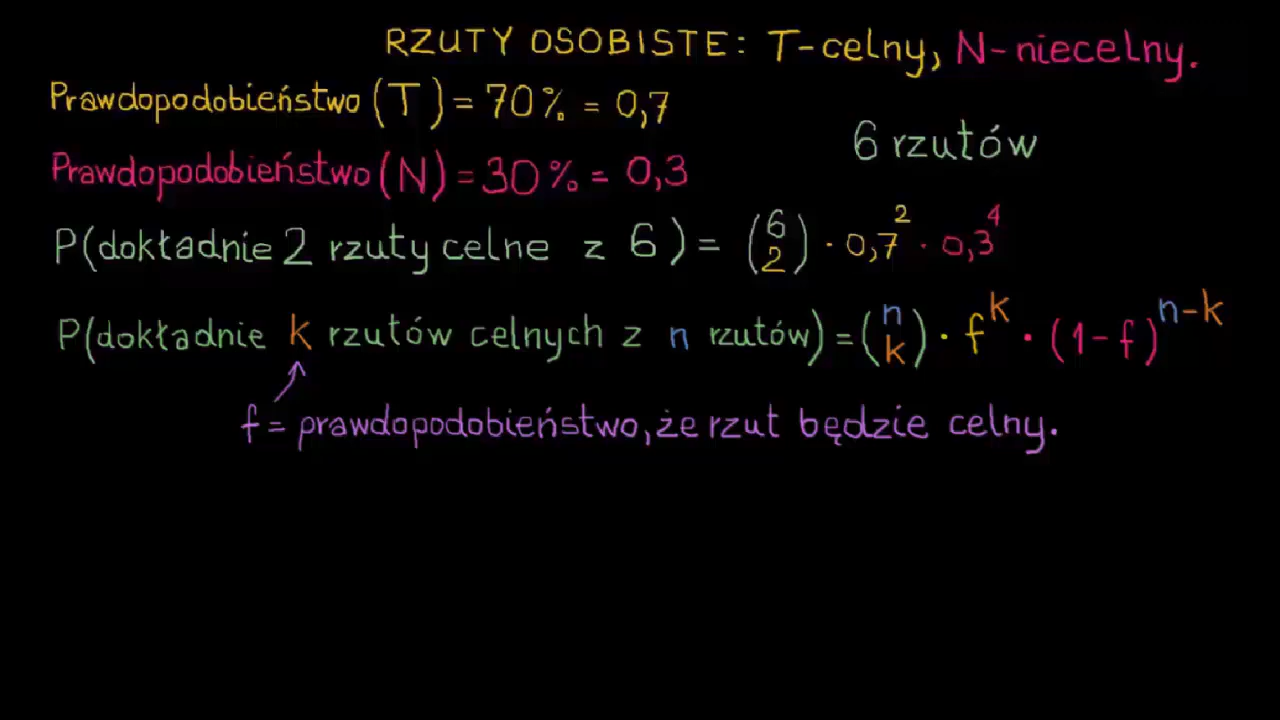 RZUTY OSOBISTE: T-celny, N-niecelny.
Prawdopodobieństwo (T) = 70% = 0,7
6 rzutów
Prawdopodobieństwo (N) = 30% = 0,3
P(dokładnie 2 rzuty celne z 6) = (6 2) · 0,7² · 0,3⁴
P(dokładnie k rzutów celnych z n rzutów) = (n k) · f^k · (1-f)^n-k
f = prawdopodobieństwo, że rzut będzie celny.